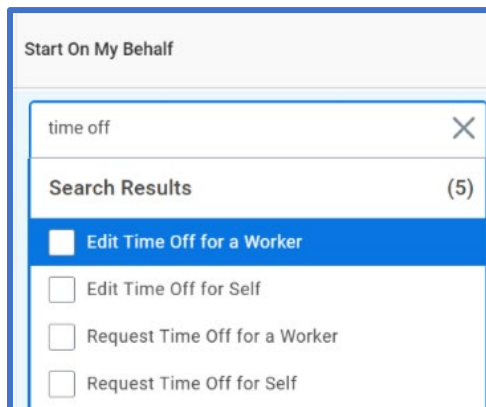 Start On My Behalf
time off
Search Results (5)
Edit Time Off for a Worker
Edit Time Off for Self
Request Time Off for a Worker
Request Time Off for Self